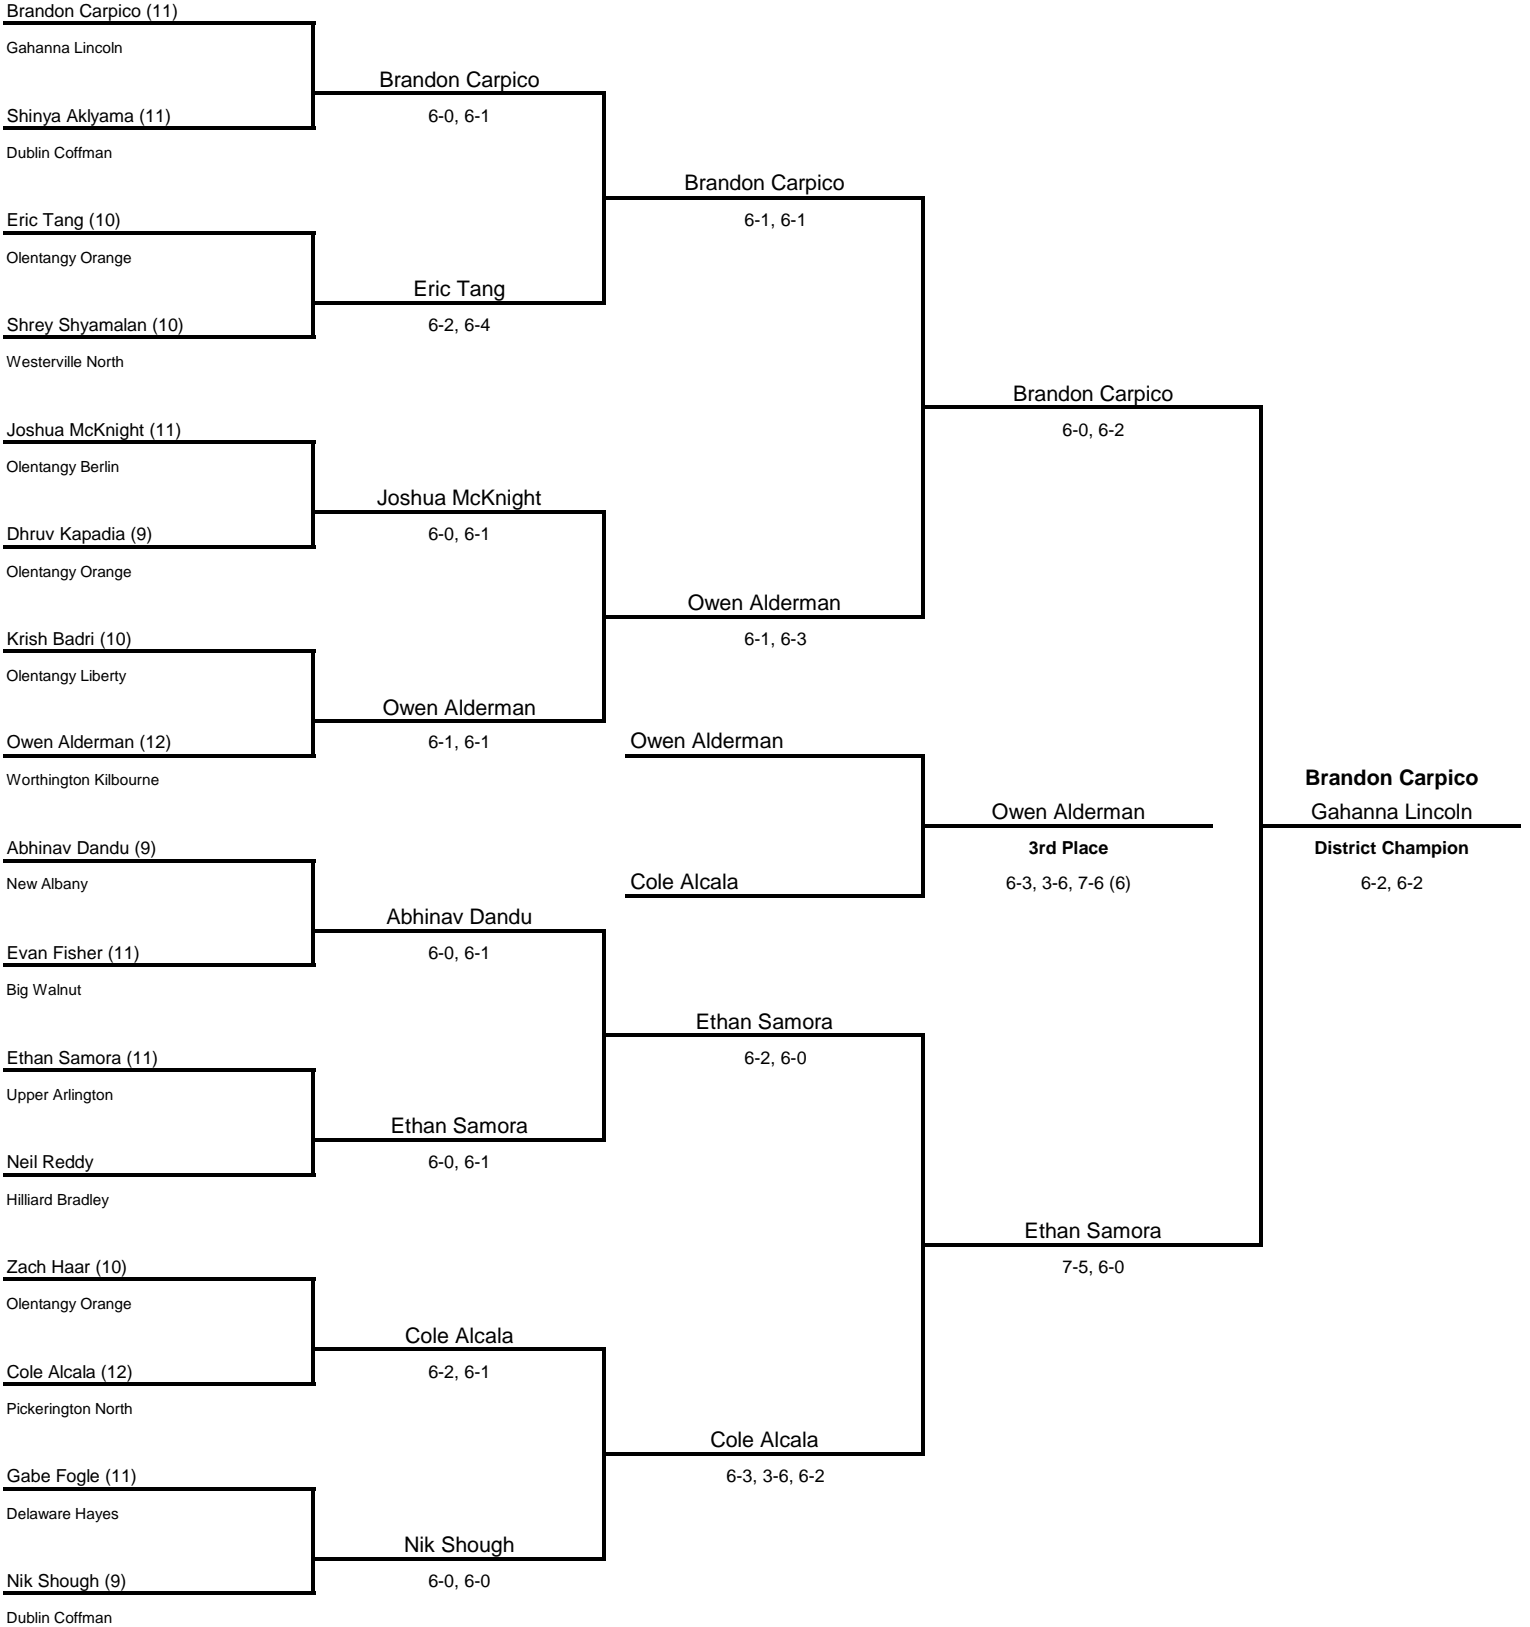 Brandon Carpico (11)
Gahanna Lincoln
Brandon Carpico
Shinya Aklyama (11)
6-0, 6-1
Dublin Coffman
Brandon Carpico
Eric Tang (10)
6-1, 6-1
Olentangy Orange
Eric Tang
Shrey Shyamalan (10)
6-2, 6-4
Westerville North
Brandon Carpico
Joshua McKnight (11)
6-0, 6-2
Olentangy Berlin
Joshua McKnight
Dhruv Kapadia (9)
6-0, 6-1
Olentangy Orange
Owen Alderman
Krish Badri (10)
6-1, 6-3
Olentangy Liberty
Owen Alderman
Owen Alderman (12)
6-1, 6-1
Owen Alderman
Worthington Kilbourne
Brandon Carpico
Owen Alderman
Gahanna Lincoln
Abhinav Dandu (9)
3rd Place
District Champion
New Albany
Cole Alcala
6-3, 3-6, 7-6 (6)
6-2, 6-2
Abhinav Dandu
Evan Fisher (11)
6-0, 6-1
Big Walnut
Ethan Samora
Ethan Samora (11)
6-2, 6-0
Upper Arlington
Ethan Samora
Neil Reddy
6-0, 6-1
Hilliard Bradley
Ethan Samora
Zach Haar (10)
7-5, 6-0
Olentangy Orange
Cole Alcala
Cole Alcala (12)
6-2, 6-1
Pickerington North
Cole Alcala
Gabe Fogle (11)
6-3, 3-6, 6-2
Delaware Hayes
Nik Shough
Nik Shough (9)
6-0, 6-0
Dublin Coffman